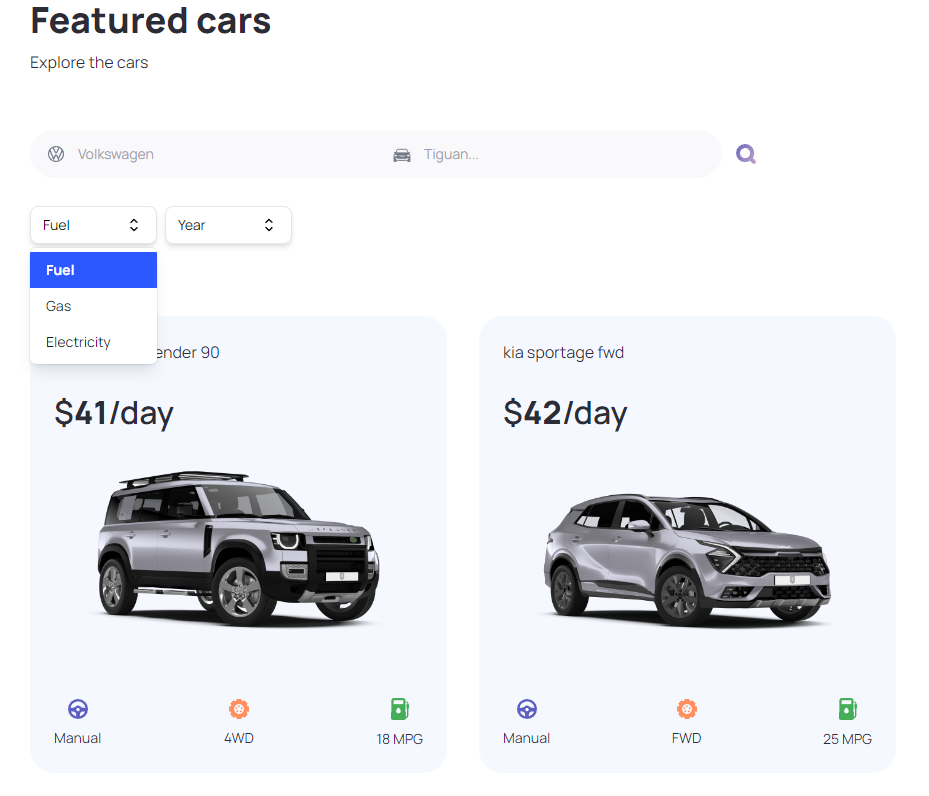 Featured cars
Explore the cars
Volkswagen
Tiguan...
Fuel
Year
Fuel
Gas
Electricity
90
kia sportage fwd
$41/day
$42/day
Manual
4WD
18 MPG
Manual
FWD
25 MPG